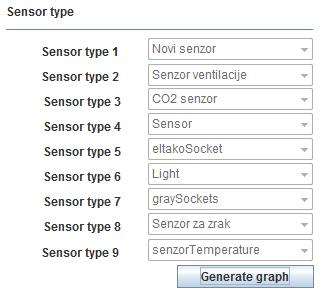 Sensor type
Sensor type 1 Novi senzor
Sensor type 2 Senzor ventilacije
Sensor type 3 CO2 senzor
Sensor type 4 Sensor
Sensor type 5 eltakoSocket
Sensor type 6 Light
Sensor type 7 graySockets
Sensor type 8 Senzor za zrak
Sensor type 9 senzorTemperature
Generate graph